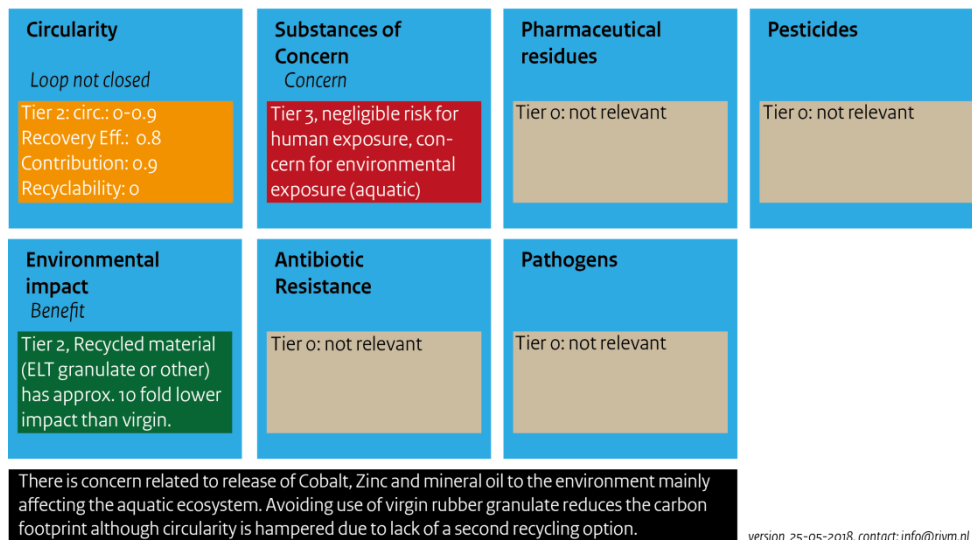 Circularity
Loop not closed
Tier 2: circ.: 0-0.9
Recovery Eff.: 0.8
Contribution: 0.9
Recyclability: 0
Substances of
Concern
Concern
Tier 3, negligible risk for
human exposure, con-
cern for environmental
exposure (aquatic)
Pharmaceutical
residues
Tier 0: not relevant
Pesticides
Tier 0: not relevant
Environmental
impact
Benefit
Tier 2, Recycled material
(ELT granulate or other)
has approx. 10 fold lower
impact than virgin.
Antibiotic
Resistance
Tier 0: not relevant
Pathogens
Tier 0: not relevant
There is concern related to release of Cobalt, Zinc and mineral oil to the environment mainly
affecting the aquatic ecosystem. Avoiding use of virgin rubber granulate reduces the carbon
footprint although circularity is hampered due to lack of a second recycling option.
version 25-05-2018, contact: info@rivm.nl